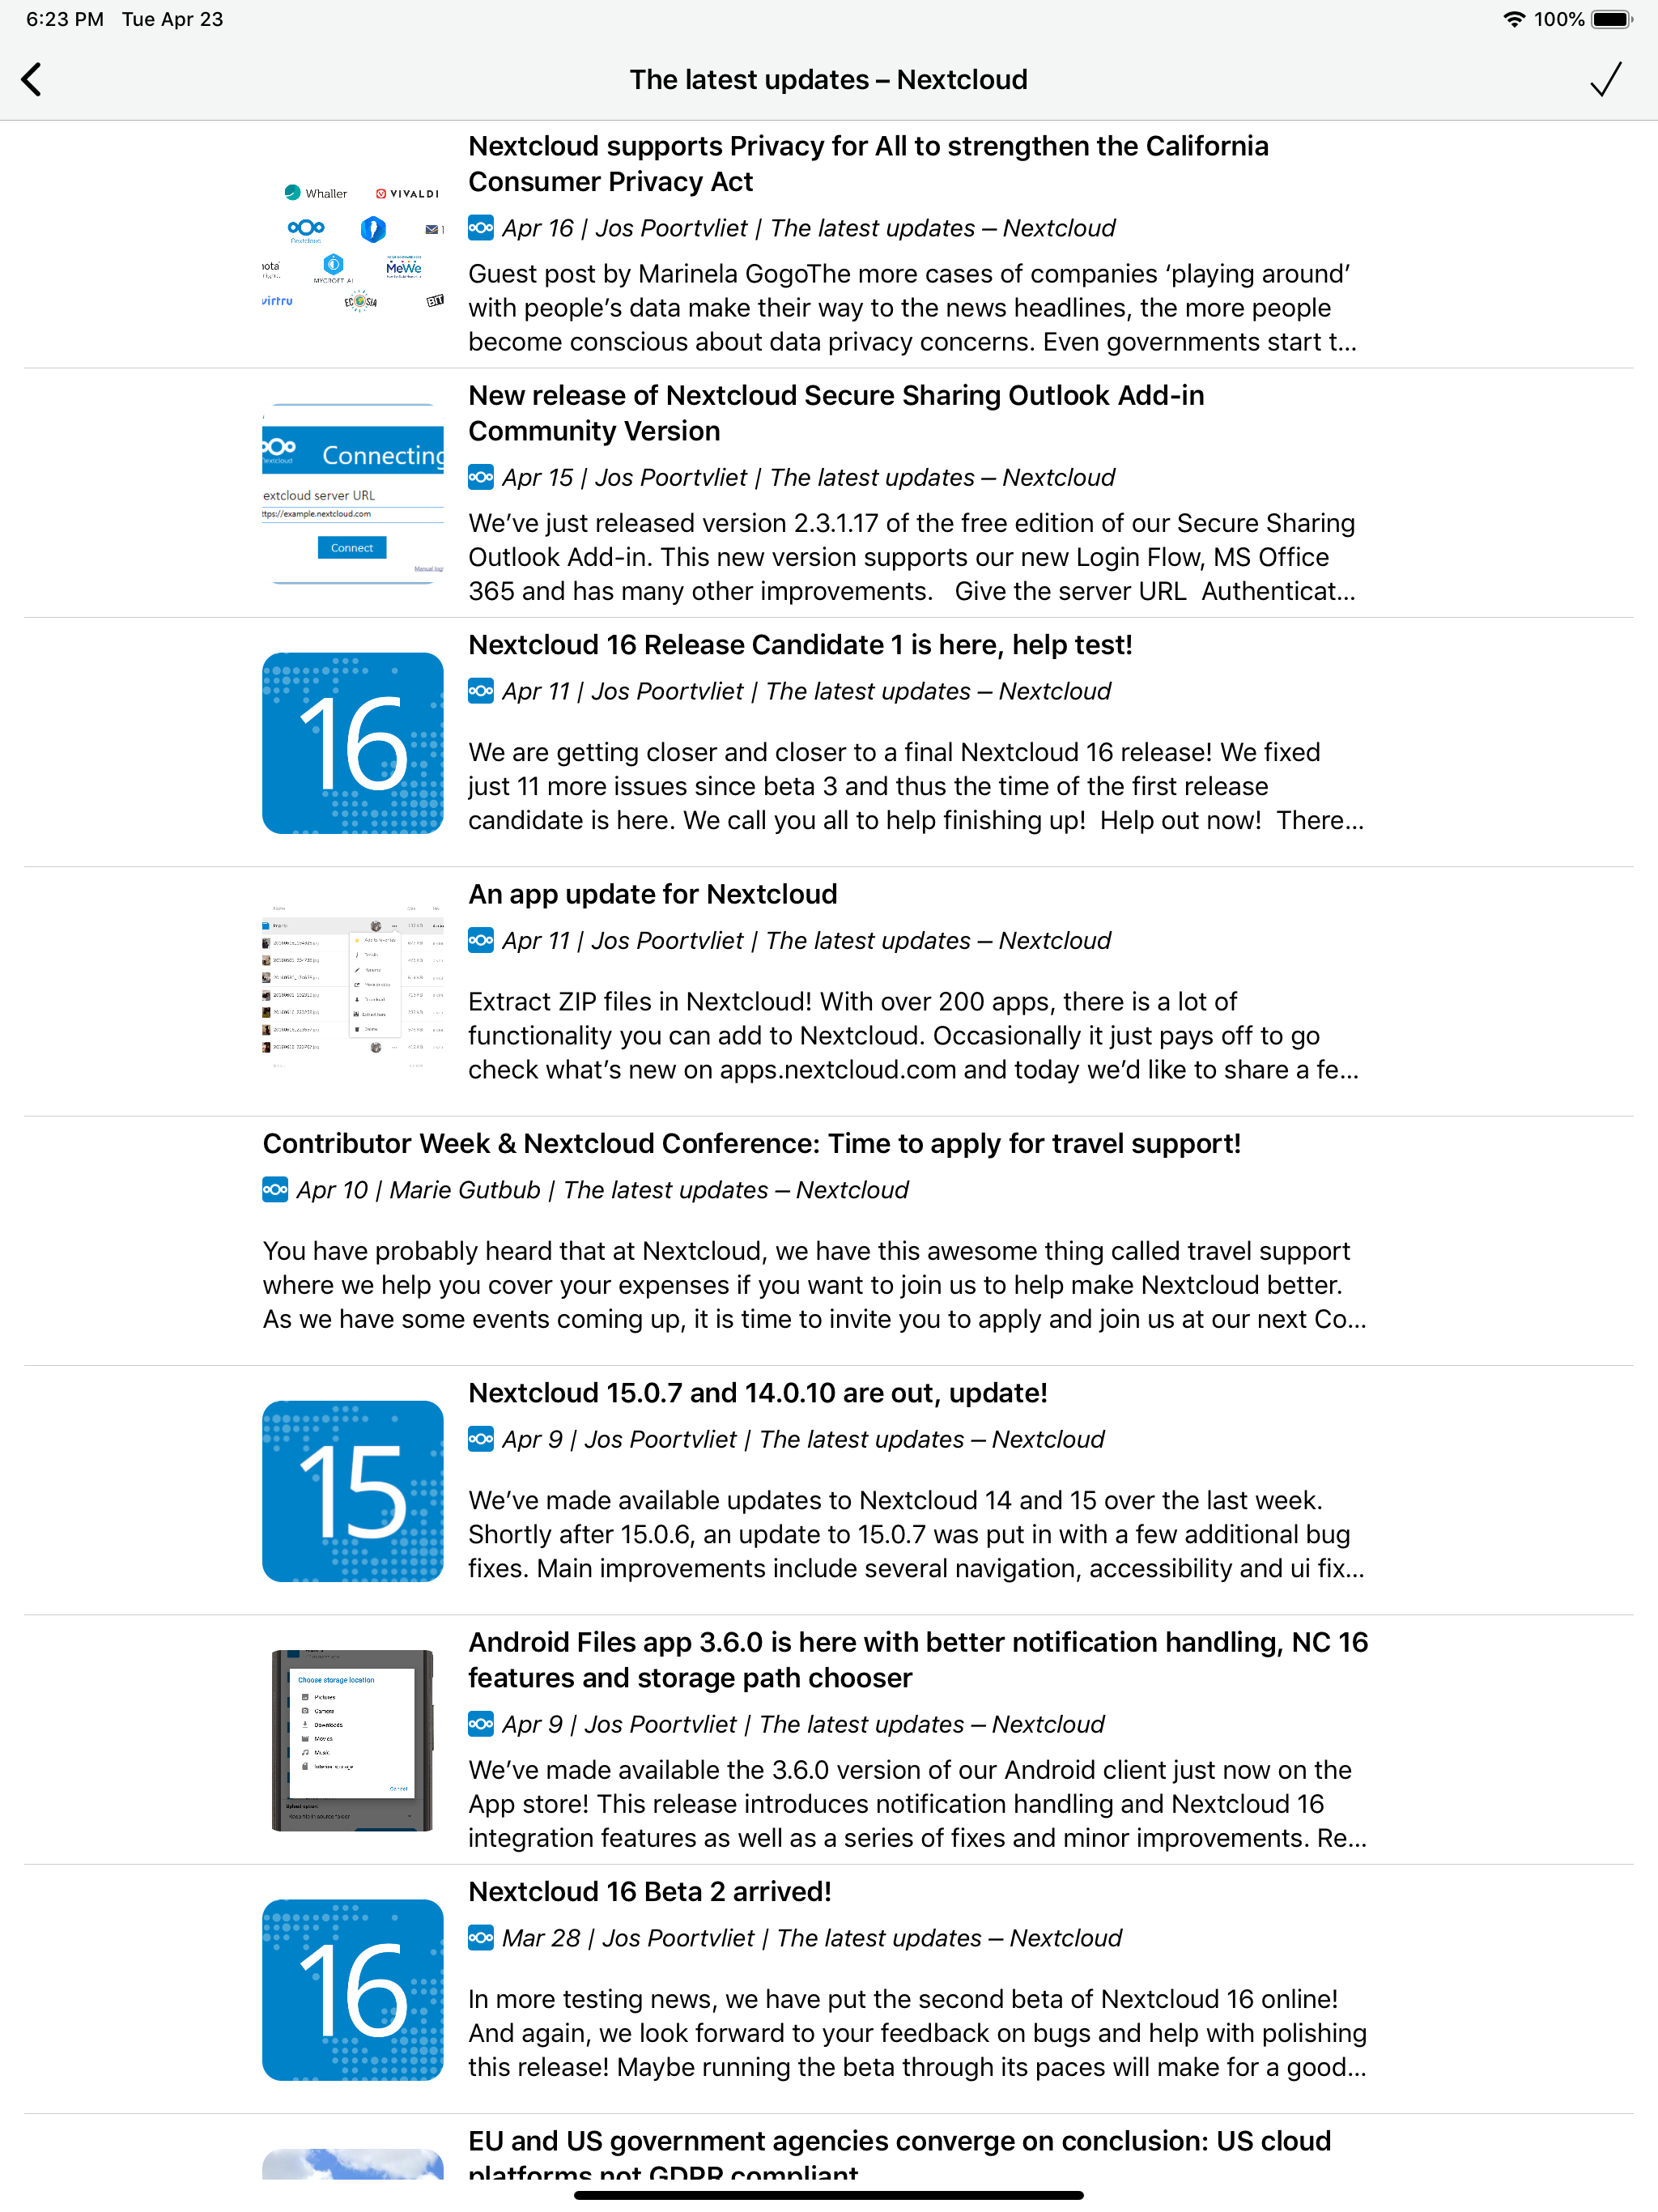 6:23 PM Tue Apr 23
100%
The latest updates – Nextcloud
Nextcloud supports Privacy for All to strengthen the California
Consumer Privacy Act
Whaller VIVALDI
Nextcloud
MYCROFT AI MeWe
virtru ECOSIA BIT
Apr 16 | Jos Poortvliet | The latest updates – Nextcloud
Guest post by Marinela GogoThe more cases of companies ‘playing around’
with people’s data make their way to the news headlines, the more people
become conscious about data privacy concerns. Even governments start t...
New release of Nextcloud Secure Sharing Outlook Add-in
Community Version
Connecting
extcloud server URL
ttps://example.nextcloud.com
Connect
Manual log
Apr 15 | Jos Poortvliet | The latest updates – Nextcloud
We’ve just released version 2.3.1.17 of the free edition of our Secure Sharing
Outlook Add-in. This new version supports our new Login Flow, MS Office
365 and has many other improvements. Give the server URL Authenticat...
Nextcloud 16 Release Candidate 1 is here, help test!
16
Apr 11 | Jos Poortvliet | The latest updates – Nextcloud
We are getting closer and closer to a final Nextcloud 16 release! We fixed
just 11 more issues since beta 3 and thus the time of the first release
candidate is here. We call you all to help finishing up! Help out now! There...
An app update for Nextcloud
Apr 11 | Jos Poortvliet | The latest updates – Nextcloud
Extract ZIP files in Nextcloud! With over 200 apps, there is a lot of
functionality you can add to Nextcloud. Occasionally it just pays off to go
check what’s new on apps.nextcloud.com and today we’d like to share a fe...
Contributor Week & Nextcloud Conference: Time to apply for travel support!
Apr 10 | Marie Gutbub | The latest updates – Nextcloud
You have probably heard that at Nextcloud, we have this awesome thing called travel support
where we help you cover your expenses if you want to join us to help make Nextcloud better.
As we have some events coming up, it is time to invite you to apply and join us at our next Co...
Nextcloud 15.0.7 and 14.0.10 are out, update!
15
Apr 9 | Jos Poortvliet | The latest updates – Nextcloud
We’ve made available updates to Nextcloud 14 and 15 over the last week.
Shortly after 15.0.6, an update to 15.0.7 was put in with a few additional bug
fixes. Main improvements include several navigation, accessibility and ui fix...
Android Files app 3.6.0 is here with better notification handling, NC 16
features and storage path chooser
Choose storage location
Pictures
Camera
Downloads
Movies
Music
Internal storage
Cancel
Apr 9 | Jos Poortvliet | The latest updates – Nextcloud
We’ve made available the 3.6.0 version of our Android client just now on the
App store! This release introduces notification handling and Nextcloud 16
integration features as well as a series of fixes and minor improvements. Re...
Nextcloud 16 Beta 2 arrived!
16
Mar 28 | Jos Poortvliet | The latest updates – Nextcloud
In more testing news, we have put the second beta of Nextcloud 16 online!
And again, we look forward to your feedback on bugs and help with polishing
this release! Maybe running the beta through its paces will make for a good...
EU and US government agencies converge on conclusion: US cloud
platforms not GDPR compliant